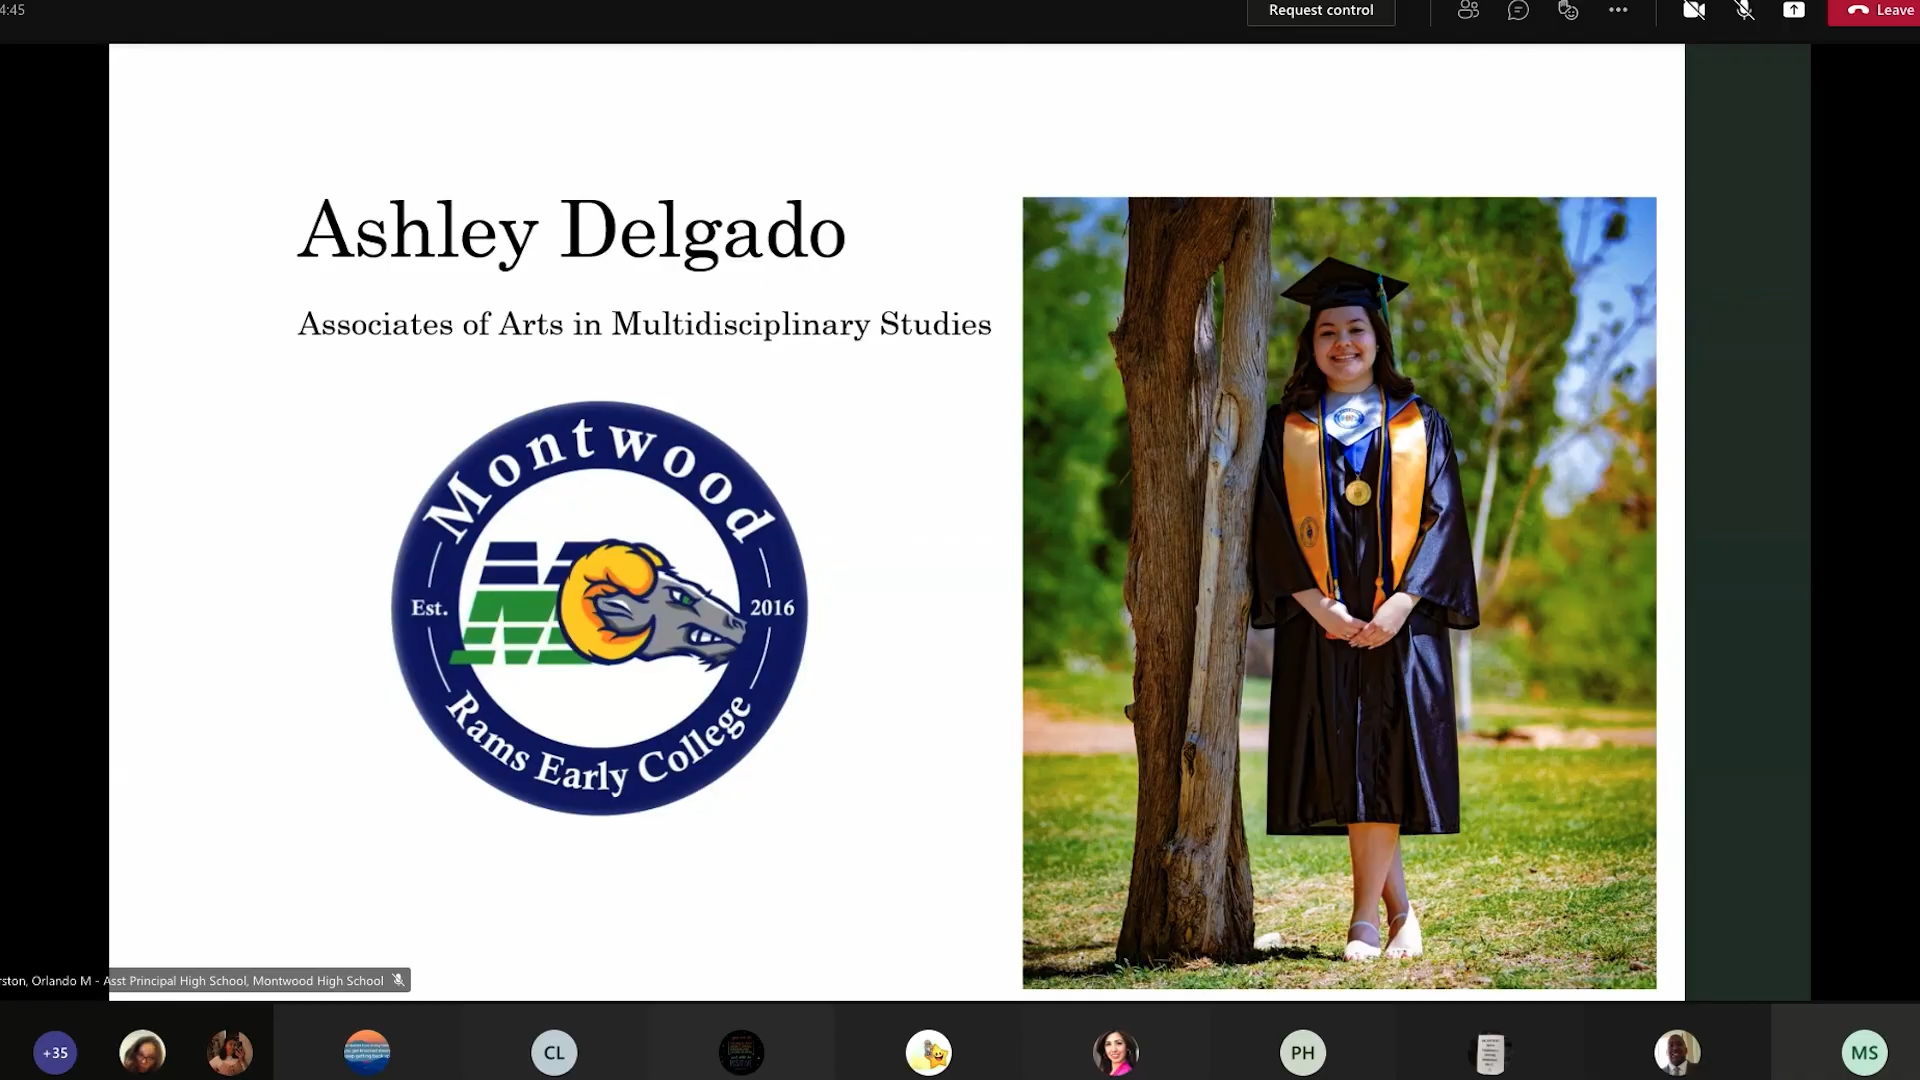 4:45
Request control
Leave
Ashley Delgado
Associates of Arts in Multidisciplinary Studies
Montwood
Est. 2016
Rams Early College
rston, Orlando M - Asst Principal High School, Montwood High School
+35
CL
PH
MS